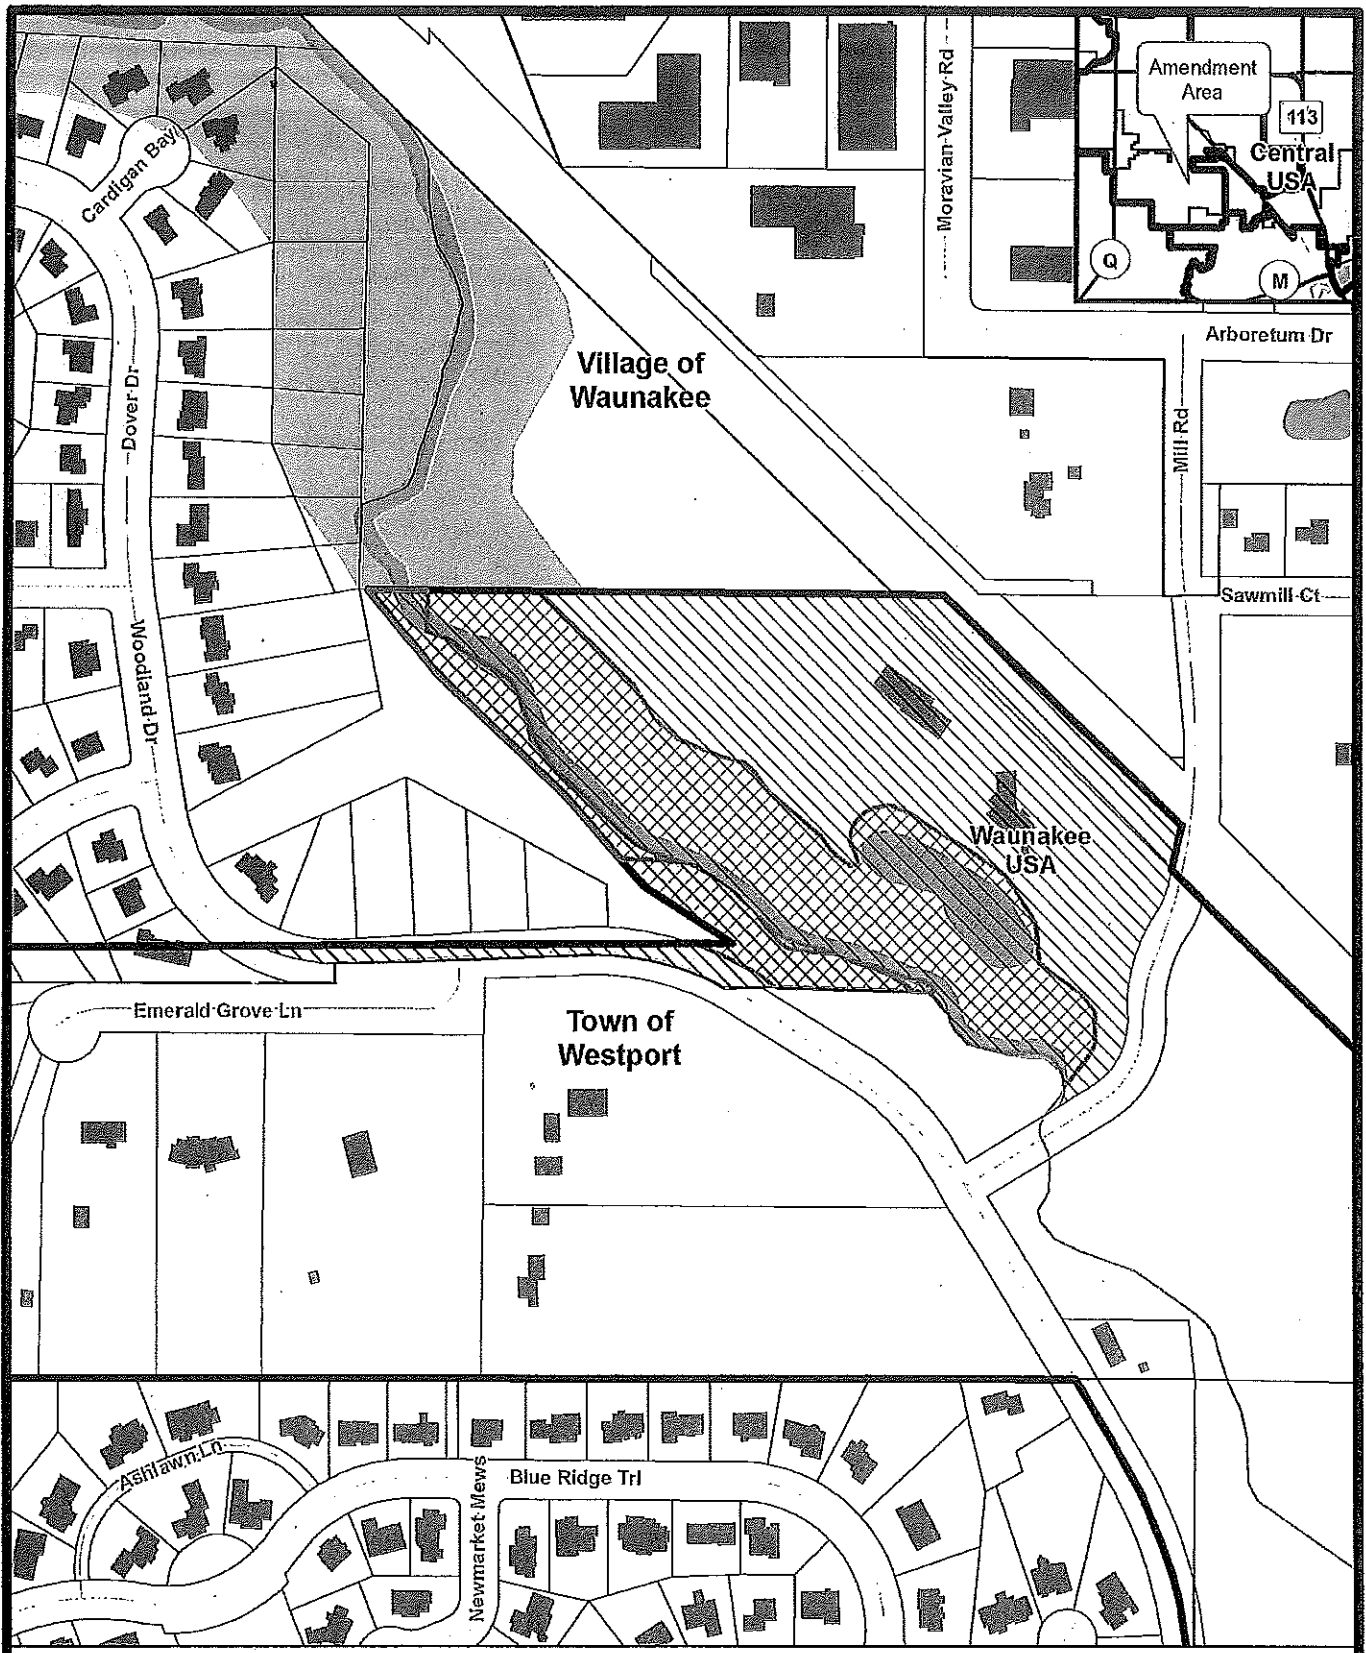 Amendment
Area
113
Central
USA
Q
M
Moravian Valley Rd
Cardigan Bay
Arboretum Dr
Village of
Waunakee
Dover Dr
Mill Rd
Sawmill Ct
Woodland Dr
Waunakee
USA
Emerald Grove Ln
Town of
Westport
Ashlawn Ln
Blue Ridge Trl
Newmarket Mews